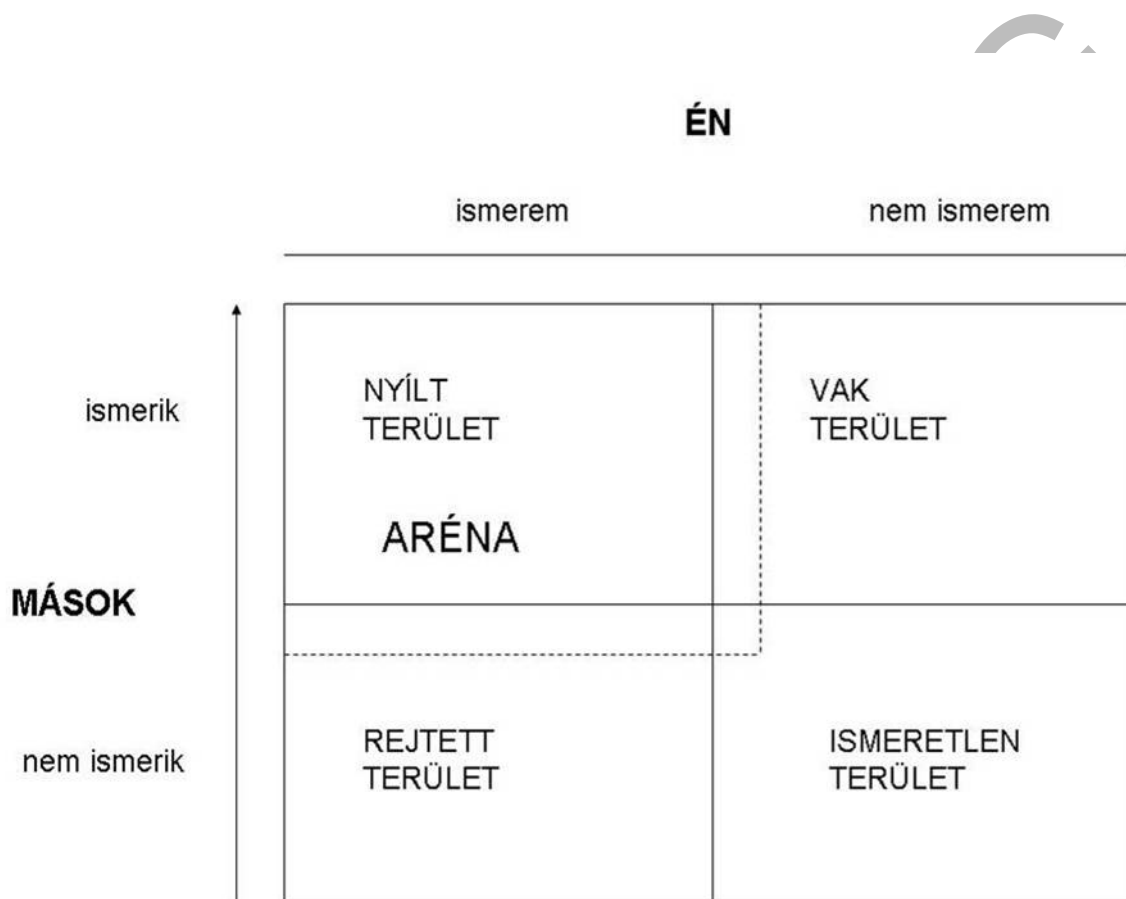 ÉN
ismerem
nem ismerem
ismerik
NYÍLT
TERÜLET
VAK
TERÜLET
ARÉNA
MÁSOK
nem ismerik
REJTETT
TERÜLET
ISMERETLEN
TERÜLET